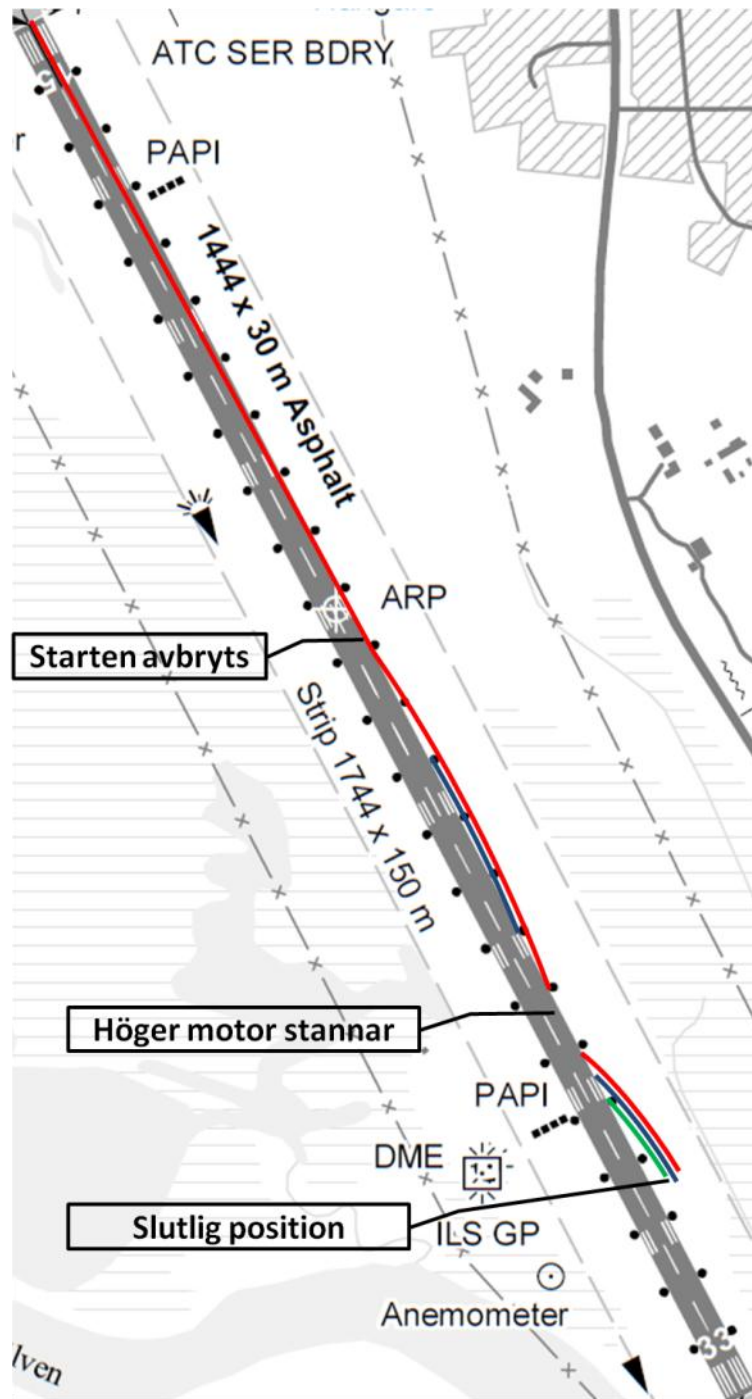 ATC SER BDRY
PAPI
1444 x 30 m Asphalt
ARP
Starten avbryts
Strip 1744 x 150 m
Höger motor stannar
PAPI
DME
Slutlig position
ILS GP
Anemometer
33